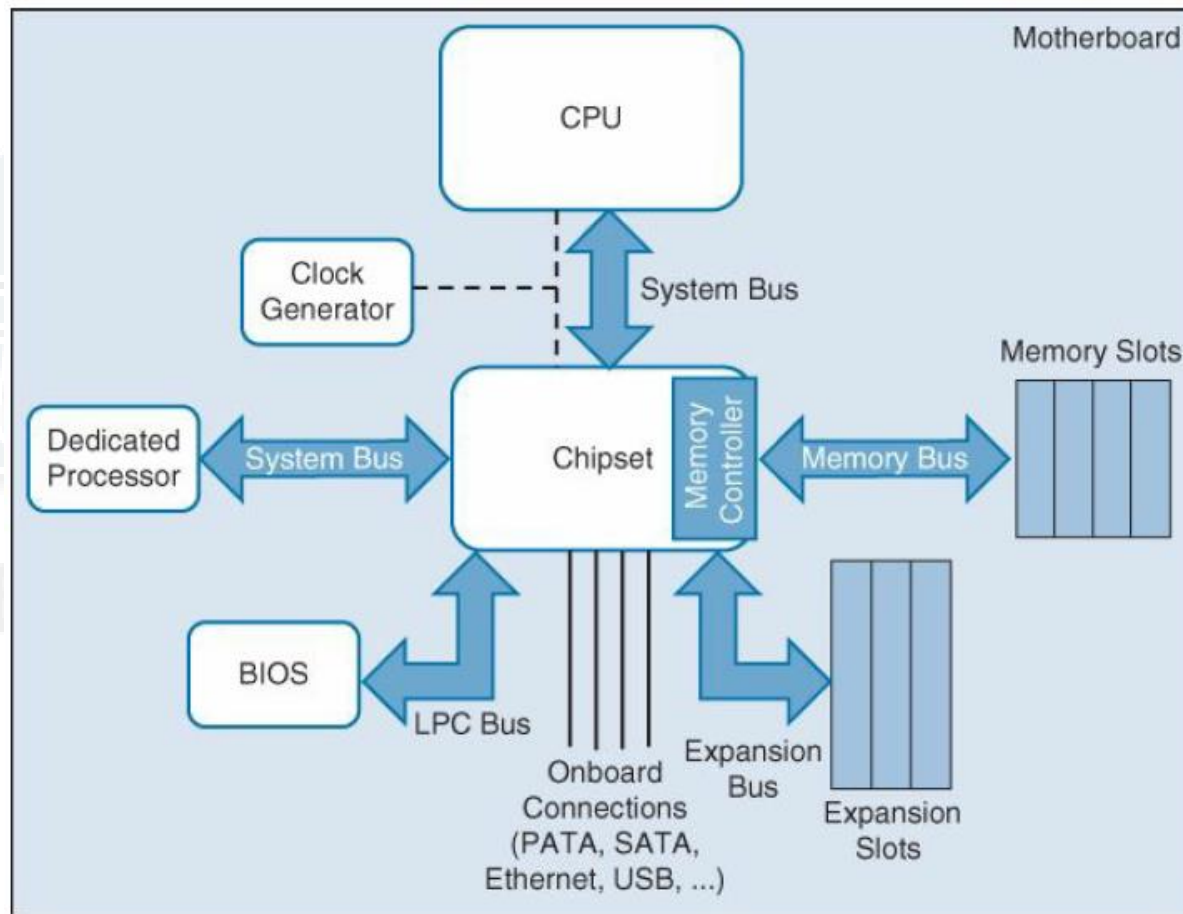 Motherboard
CPU
Clock
Generator
System Bus
Memory Slots
Dedicated
Processor
System Bus
Chipset
Memory
Controller
Memory Bus
BIOS
LPC Bus
Onboard
Connections
(PATA, SATA,
Ethernet, USB, ...)
Expansion
Bus
Expansion
Slots